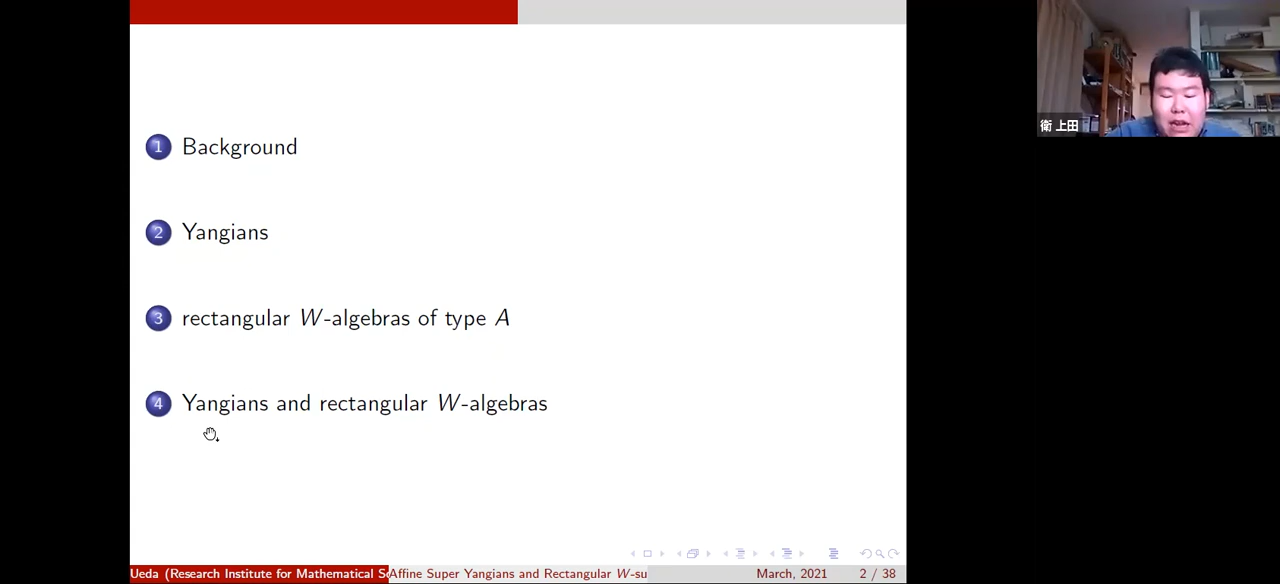 1 Background
2 Yangians
3 rectangular W-algebras of type A
4 Yangians and rectangular W-algebras
衛 上田
Ueda (Research Institute for Mathematical Sc
Affine Super Yangians and Rectangular W-su
March, 2021
2 / 38